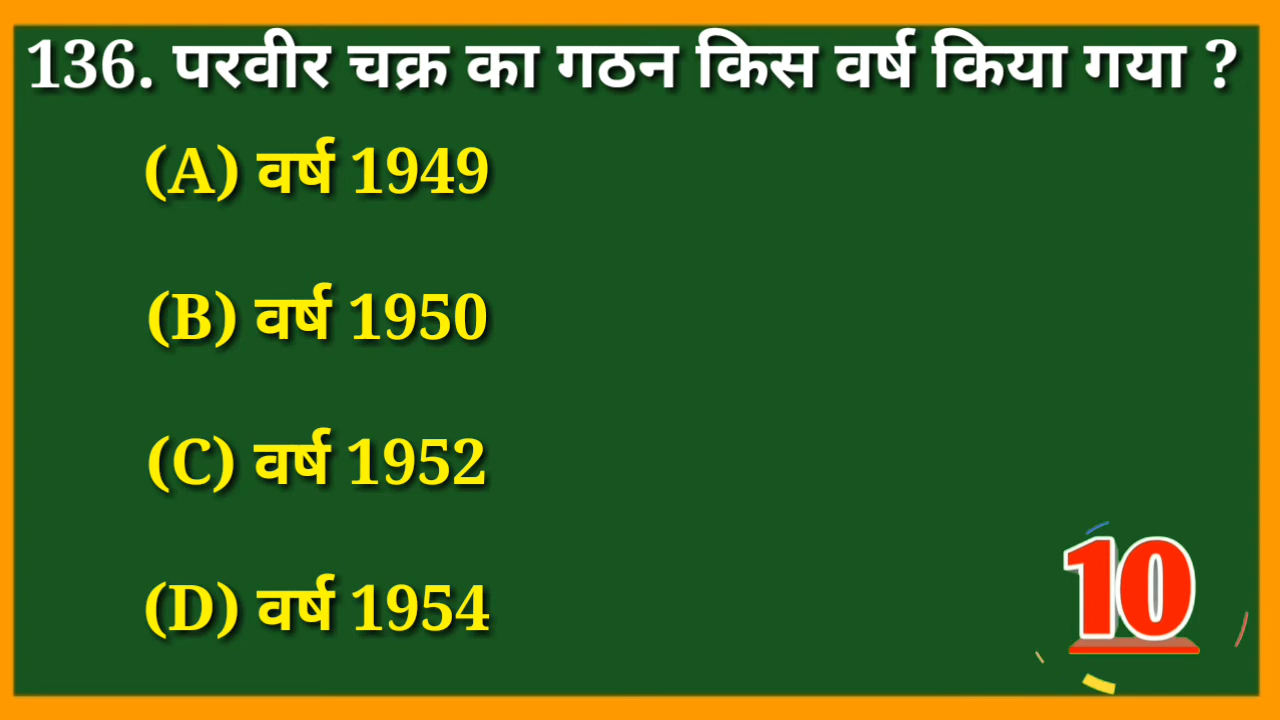 136. परवीर चक्र का गठन किस वर्ष किया गया ?
(A) वर्ष 1949
(B) वर्ष 1950
(C) वर्ष 1952
(D) वर्ष 1954
10